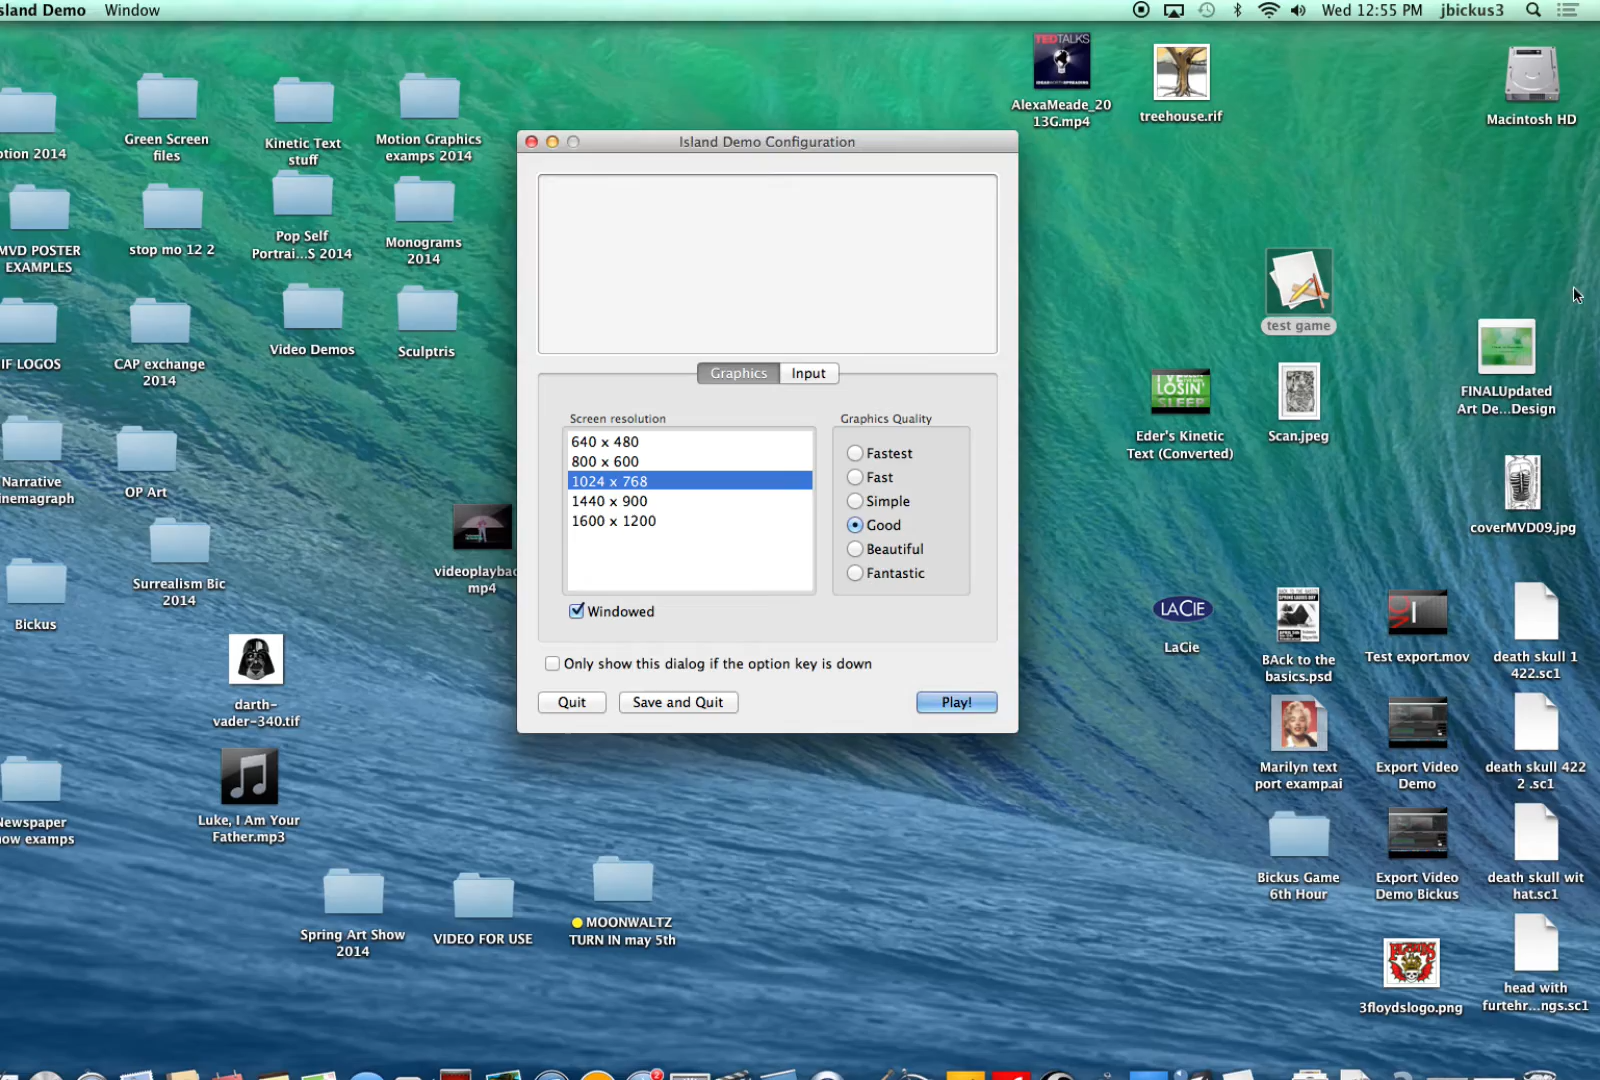 sland Demo Window
Wed 12:55 PM jbickus3
TEDTALKS
AlexaMeade_20
13G.mp4
treehouse.rif
Macintosh HD
otion 2014
Green Screen
files
Kinetic Text
stuff
Motion Graphics
examps 2014
MVD POSTER
EXAMPLES
stop mo 12 2
Pop Self
Portrai...S 2014
Monograms
2014
IF LOGOS
CAP exchange
2014
Video Demos
Sculptris
Narrative
inemagraph
OP Art
Bickus
Surrealism Bic
2014
videoplayba
mp4
darth-
vader-340.tif
Newspaper
how examps
Luke, I Am Your
Father.mp3
Spring Art Show
2014
VIDEO FOR USE
MOONWALTZ
TURN IN may 5th
Island Demo Configuration
Graphics
Input
Screen resolution
640 x 480
800 x 600
1024 x 768
1440 x 900
1600 x 1200
Windowed
Graphics Quality
Fastest
Fast
Simple
Good
Beautiful
Fantastic
Only show this dialog if the option key is down
Quit
Save and Quit
Play!
test game
I'VE BEEN
LOSIN'
SLEEP
Eder's Kinetic
Text (Converted)
Scan.jpeg
FINALUpdated
Art De...Design
coverMVD09.jpg
LACIE
LaCie
BAck to the
basics.psd
Test export.mov
death skull 1
422.sc1
Marilyn text
port examp.ai
Export Video
Demo
death skull 422
2 .sc1
Bickus Game
6th Hour
Export Video
Demo Bickus
death skull wit
hat.sc1
3floydslogo.png
head with
furtehr...ngs.sc1
2